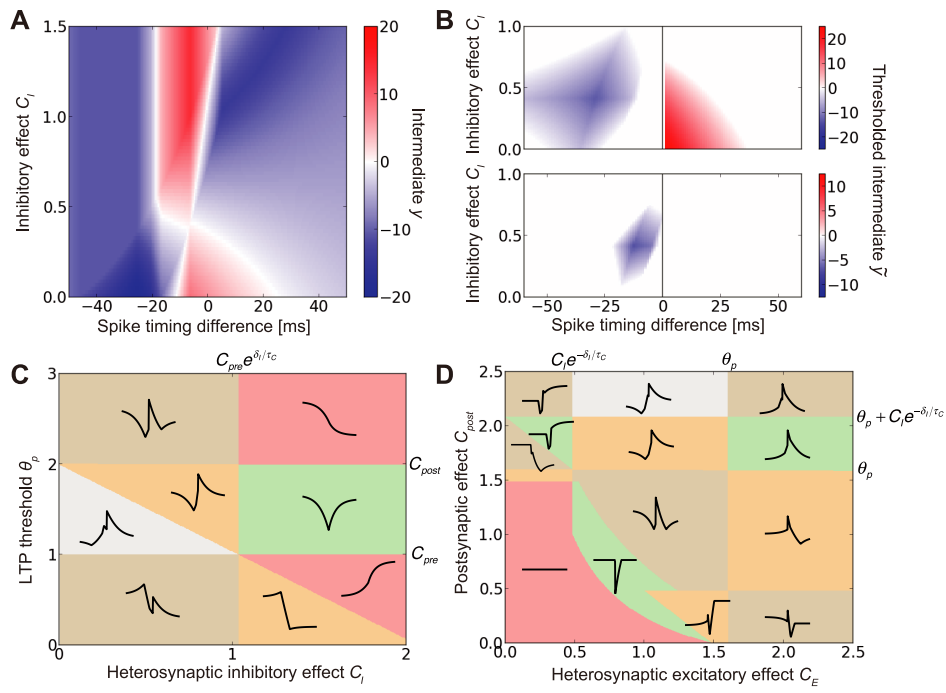 A
B
1.5
1.0
0.5
0.0
Inhibitory effect C_I
−40 −20 0 20 40
Spike timing difference [ms]
20
10
0
−10
−20
Intermediate y
1.0
0.5
0.0
Inhibitory effect C_I
20
10
0
−10
−20
1.0
0.5
0.0
Inhibitory effect C_I
10
5
0
−5
−10
Thresholded intermediate ỹ
−60 −30 0 30 60
Spike timing difference [ms]
C
C_pre e^{δ_I/τ_C}
3
2
1
0
LTP threshold θ_p
C_post
C_pre
0 1 2
Heterosynaptic inhibitory effect C_I
D
C_I e^{−δ_I/τ_C}
θ_p
2.5
2.0
1.5
1.0
0.5
0.0
Postsynaptic effect C_post
θ_p + C_I e^{−δ_I/τ_C}
θ_p
0.0 0.5 1.0 1.5 2.0 2.5
Heterosynaptic excitatory effect C_E